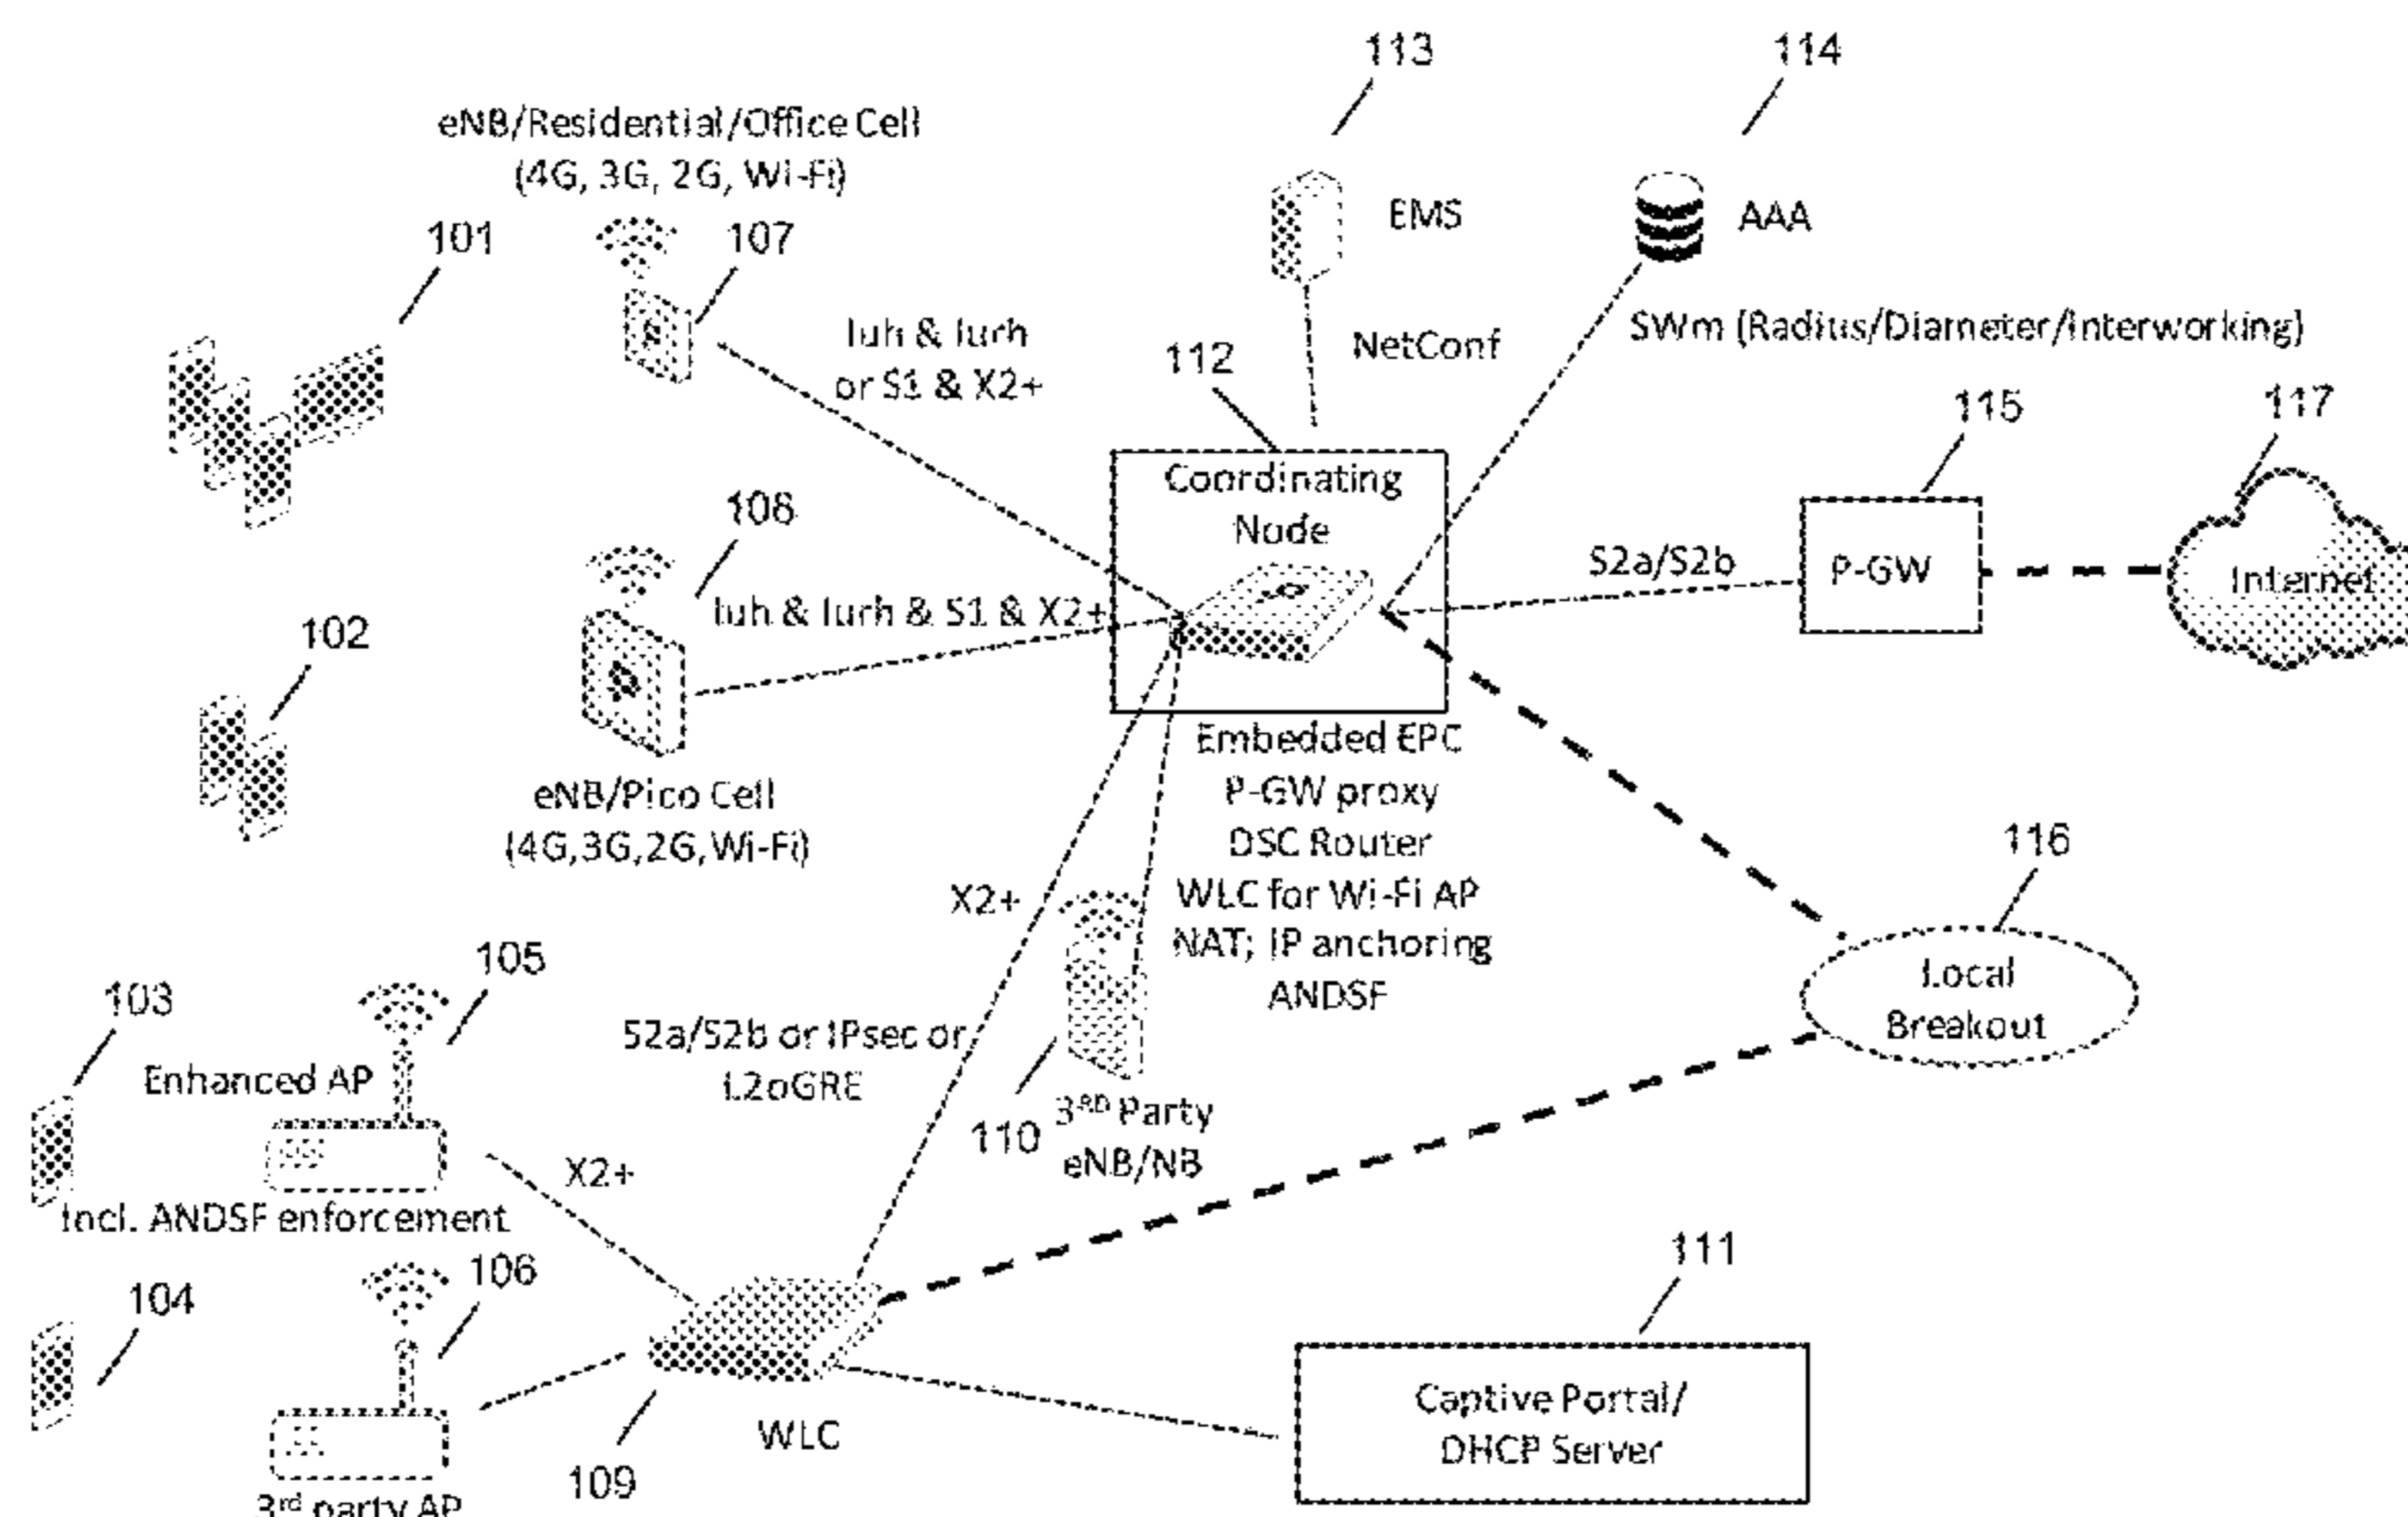 113
114
eNB/Residential/Office Cell
(4G, 3G, 2G, Wi-Fi)
EMS
AAA
101
107
Iuh & Iurh
or S1 & X2+
112
NetConf
SWm (Radius/Diameter/Interworking)
115
117
Coordinating
Node
108
S2a/S2b
P-GW
Internet
Iuh & Iurh & S1 & X2+
102
Embedded EPC
P-GW proxy
DSC Router
WLC for Wi-Fi AP
NAT; IP anchoring
ANDSF
eNB/Pico Cell
(4G,3G,2G,Wi-Fi)
116
X2+
105
103
Local
Breakout
Enhanced AP
S2a/S2b or IPsec or
L2oGRE
110
3RD Party
eNB/NB
X2+
Incl. ANDSF enforcement
106
104
111
WLC
109
Captive Portal/
DHCP Server
3rd party AP